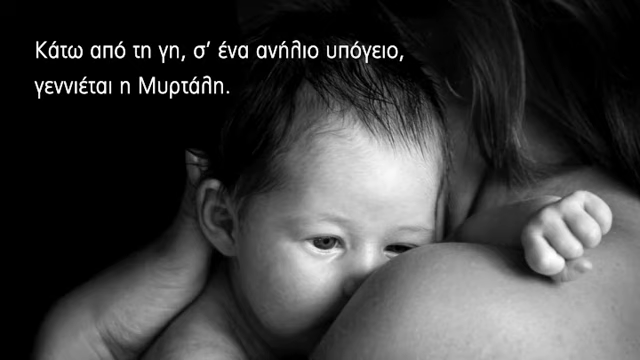 Κάτω από τη γη, σ’ ένα ανήλιο υπόγειο,
γεννιέται η Μυρτάλη.